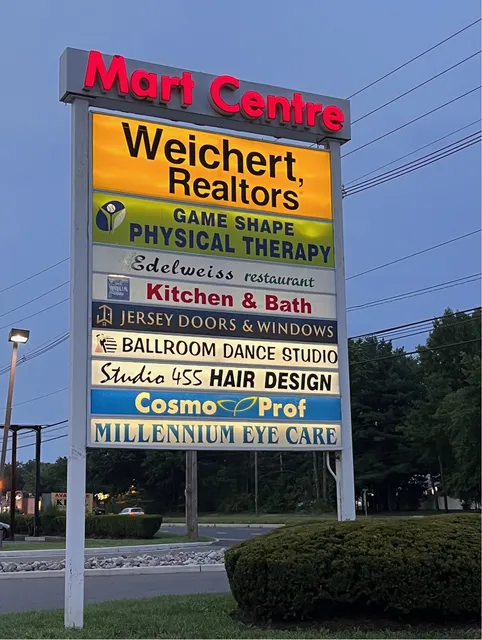 Mart Centre
Weichert,
Realtors
GAME SHAPE
PHYSICAL THERAPY
Edelweiss restaurant
Kitchen & Bath
JERSEY DOORS & WINDOWS
BALLROOM DANCE STUDIO
Studio 455 HAIR DESIGN
Cosmo Prof
MILLENNIUM EYE CARE